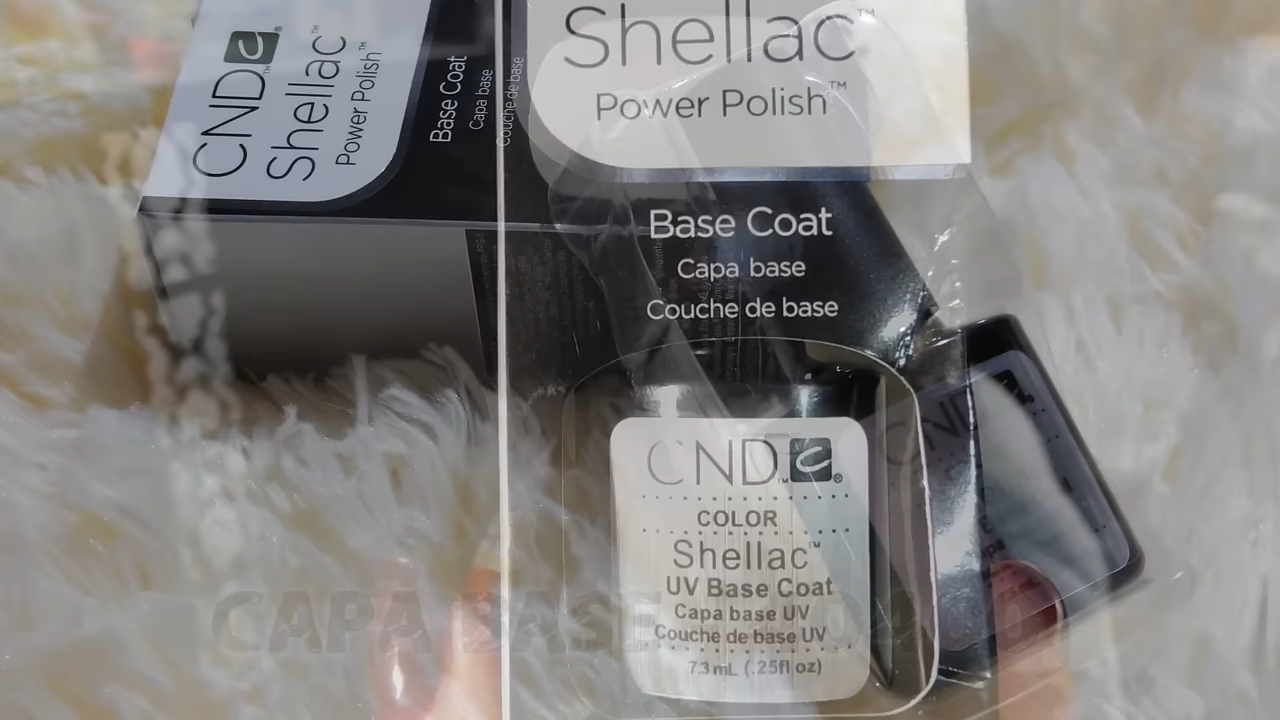 CND
Shellac™
Power Polish™
Base Coat
Capa base
Couche de base
Shellac™
Power Polish™
Base Coat
Capa base
Couche de base
CND™
COLOR
Shellac™
UV Base Coat
Capa base UV
Couche de base UV
7.3 mL (.25fl oz)
CND
CAPA BASE